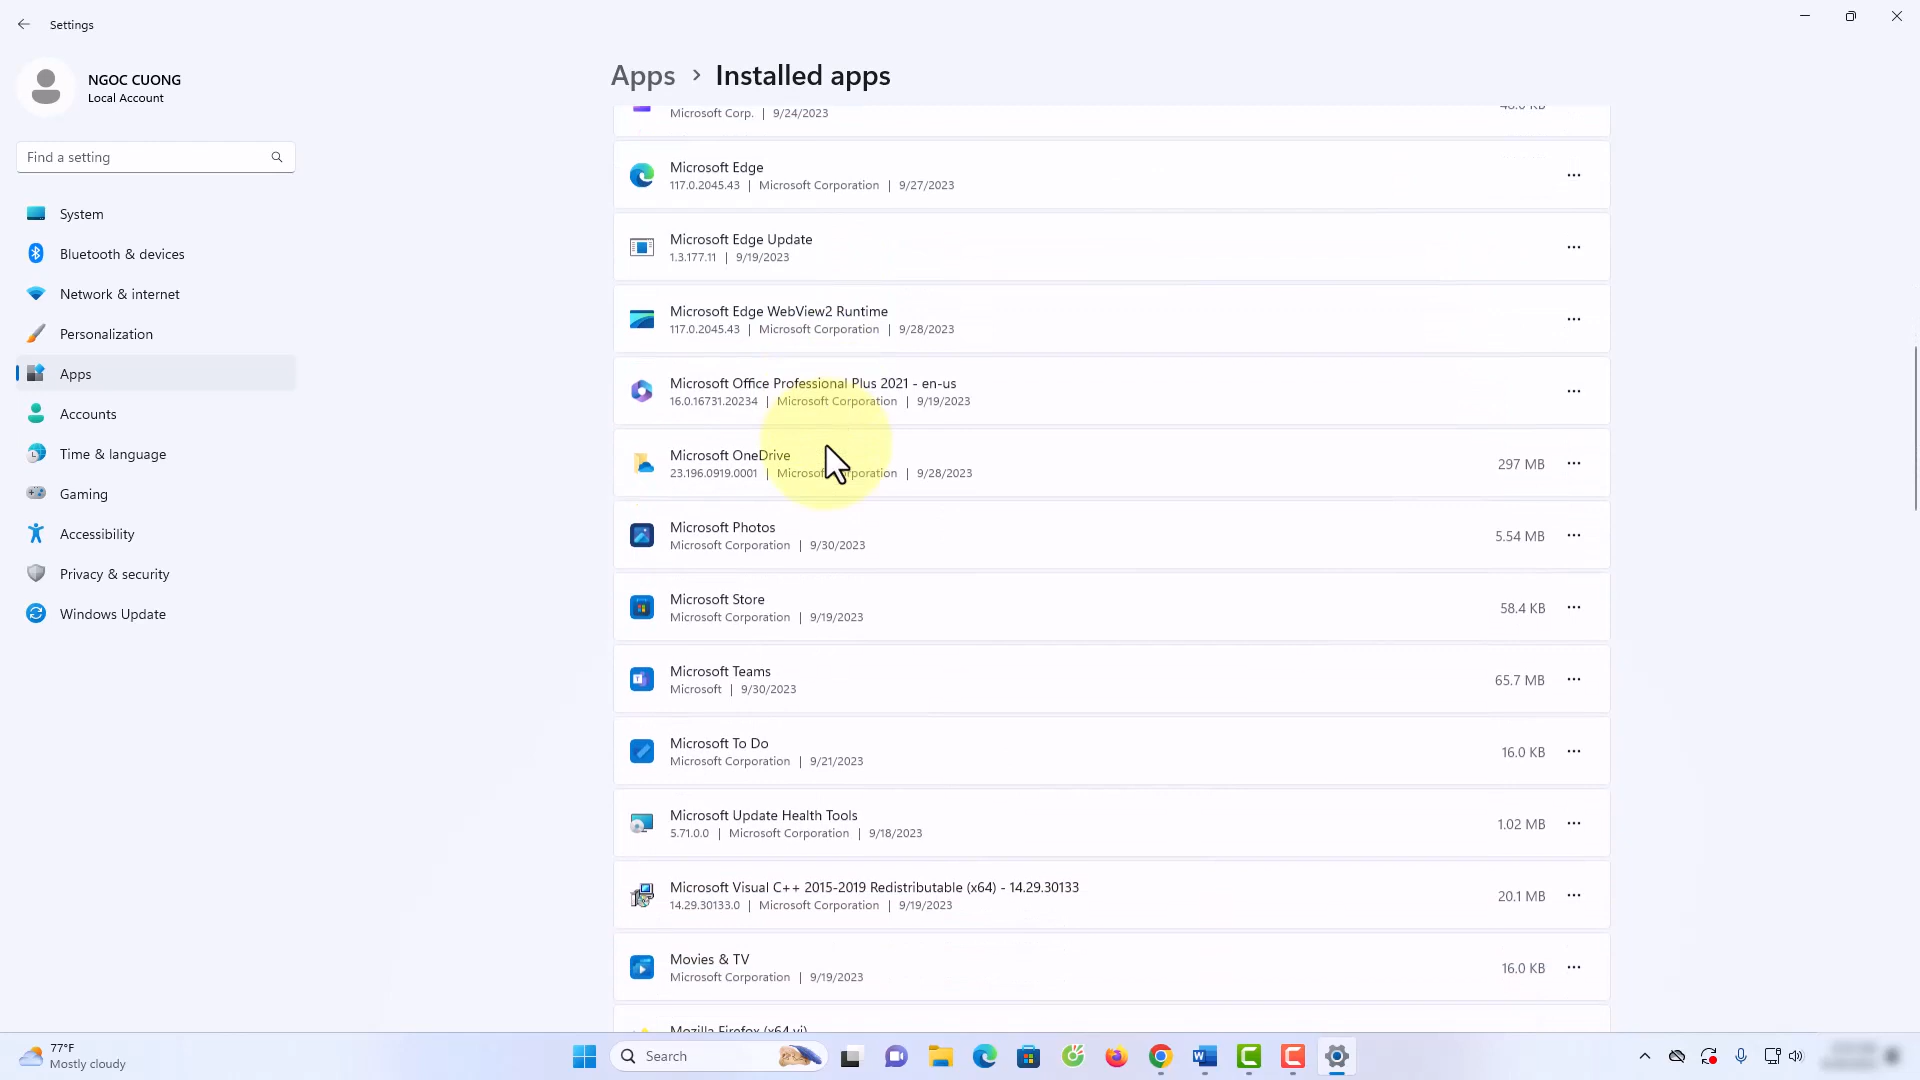 Settings
NGOC CUONG
Local Account
Find a setting
System
Bluetooth & devices
Network & internet
Personalization
Apps
Accounts
Time & language
Gaming
Accessibility
Privacy & security
Windows Update
Apps > Installed apps
Microsoft Corp. | 9/24/2023
Microsoft Edge
117.0.2045.43 | Microsoft Corporation | 9/27/2023
Microsoft Edge Update
1.3.177.11 | 9/19/2023
Microsoft Edge WebView2 Runtime
117.0.2045.43 | Microsoft Corporation | 9/28/2023
Microsoft Office Professional Plus 2021 - en-us
16.0.16731.20234 | Microsoft Corporation | 9/19/2023
Microsoft OneDrive
23.196.0919.0001 | Microsoft Corporation | 9/28/2023
297 MB
Microsoft Photos
Microsoft Corporation | 9/30/2023
5.54 MB
Microsoft Store
Microsoft Corporation | 9/19/2023
58.4 KB
Microsoft Teams
Microsoft | 9/30/2023
65.7 MB
Microsoft To Do
Microsoft Corporation | 9/21/2023
16.0 KB
Microsoft Update Health Tools
5.71.0.0 | Microsoft Corporation | 9/18/2023
1.02 MB
Microsoft Visual C++ 2015-2019 Redistributable (x64) - 14.29.30133
14.29.30133.0 | Microsoft Corporation | 9/19/2023
20.1 MB
Movies & TV
Microsoft Corporation | 9/19/2023
16.0 KB
Mozilla Firefox (x64 vi)
77°F
Mostly cloudy
Search